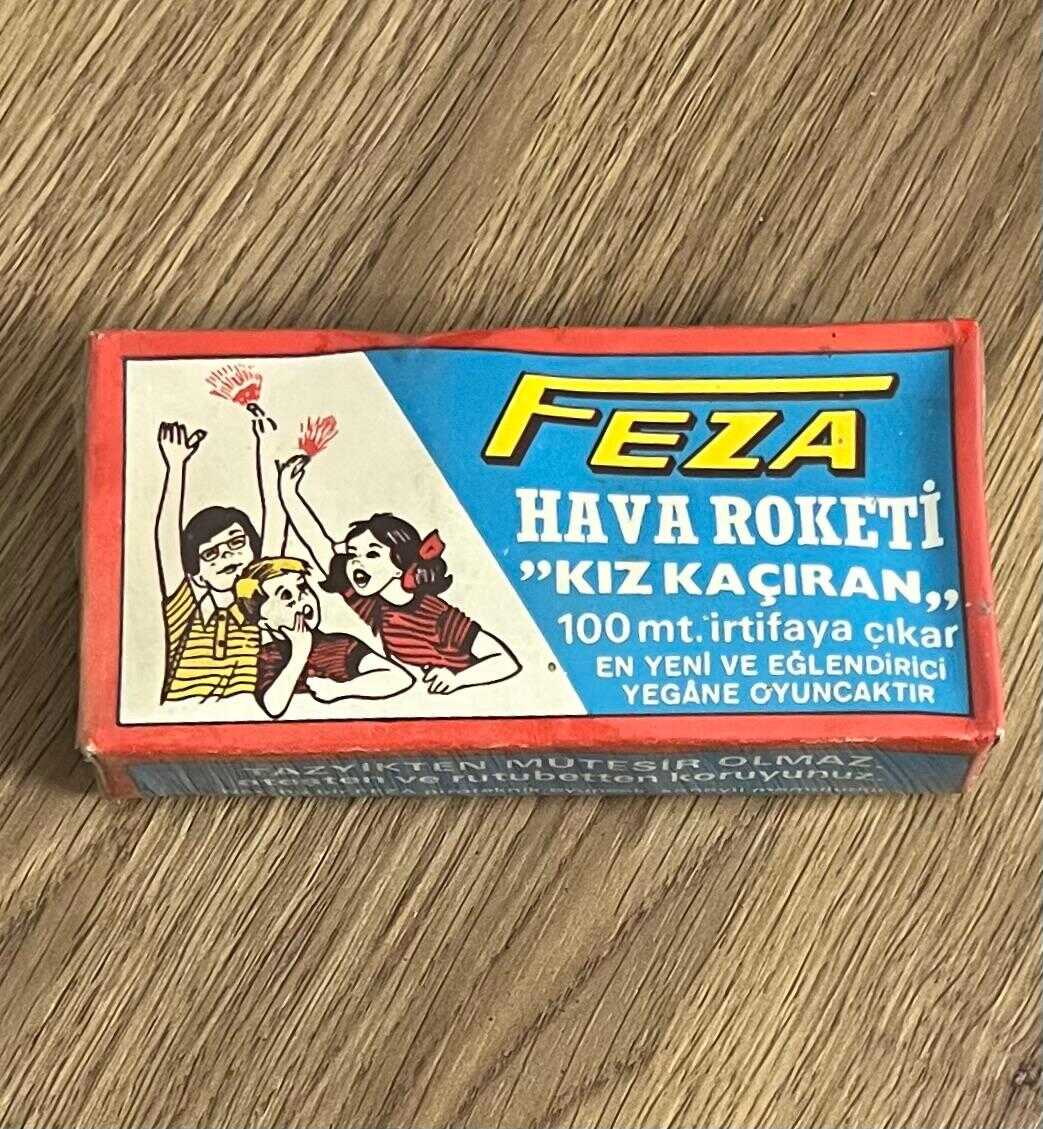 FEZA
HAVA ROKETİ
”KIZ KAÇIRAN„
100 mt. irtifaya çıkar
EN YENİ VE EĞLENDİRİCİ
YEGÂNE OYUNCAKTIR
TAZYİKTEN MÜTESİR OLMAZ
ateşten ve rutubetten koruyunuz.